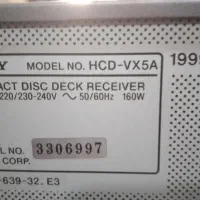 Y MODEL NO. HCD-VX5A 199
ACT DISC DECK RECEIVER
220/230-240V ~ 50/60Hz 160W
L NO. 3306997
CORP.
-639-32. E3